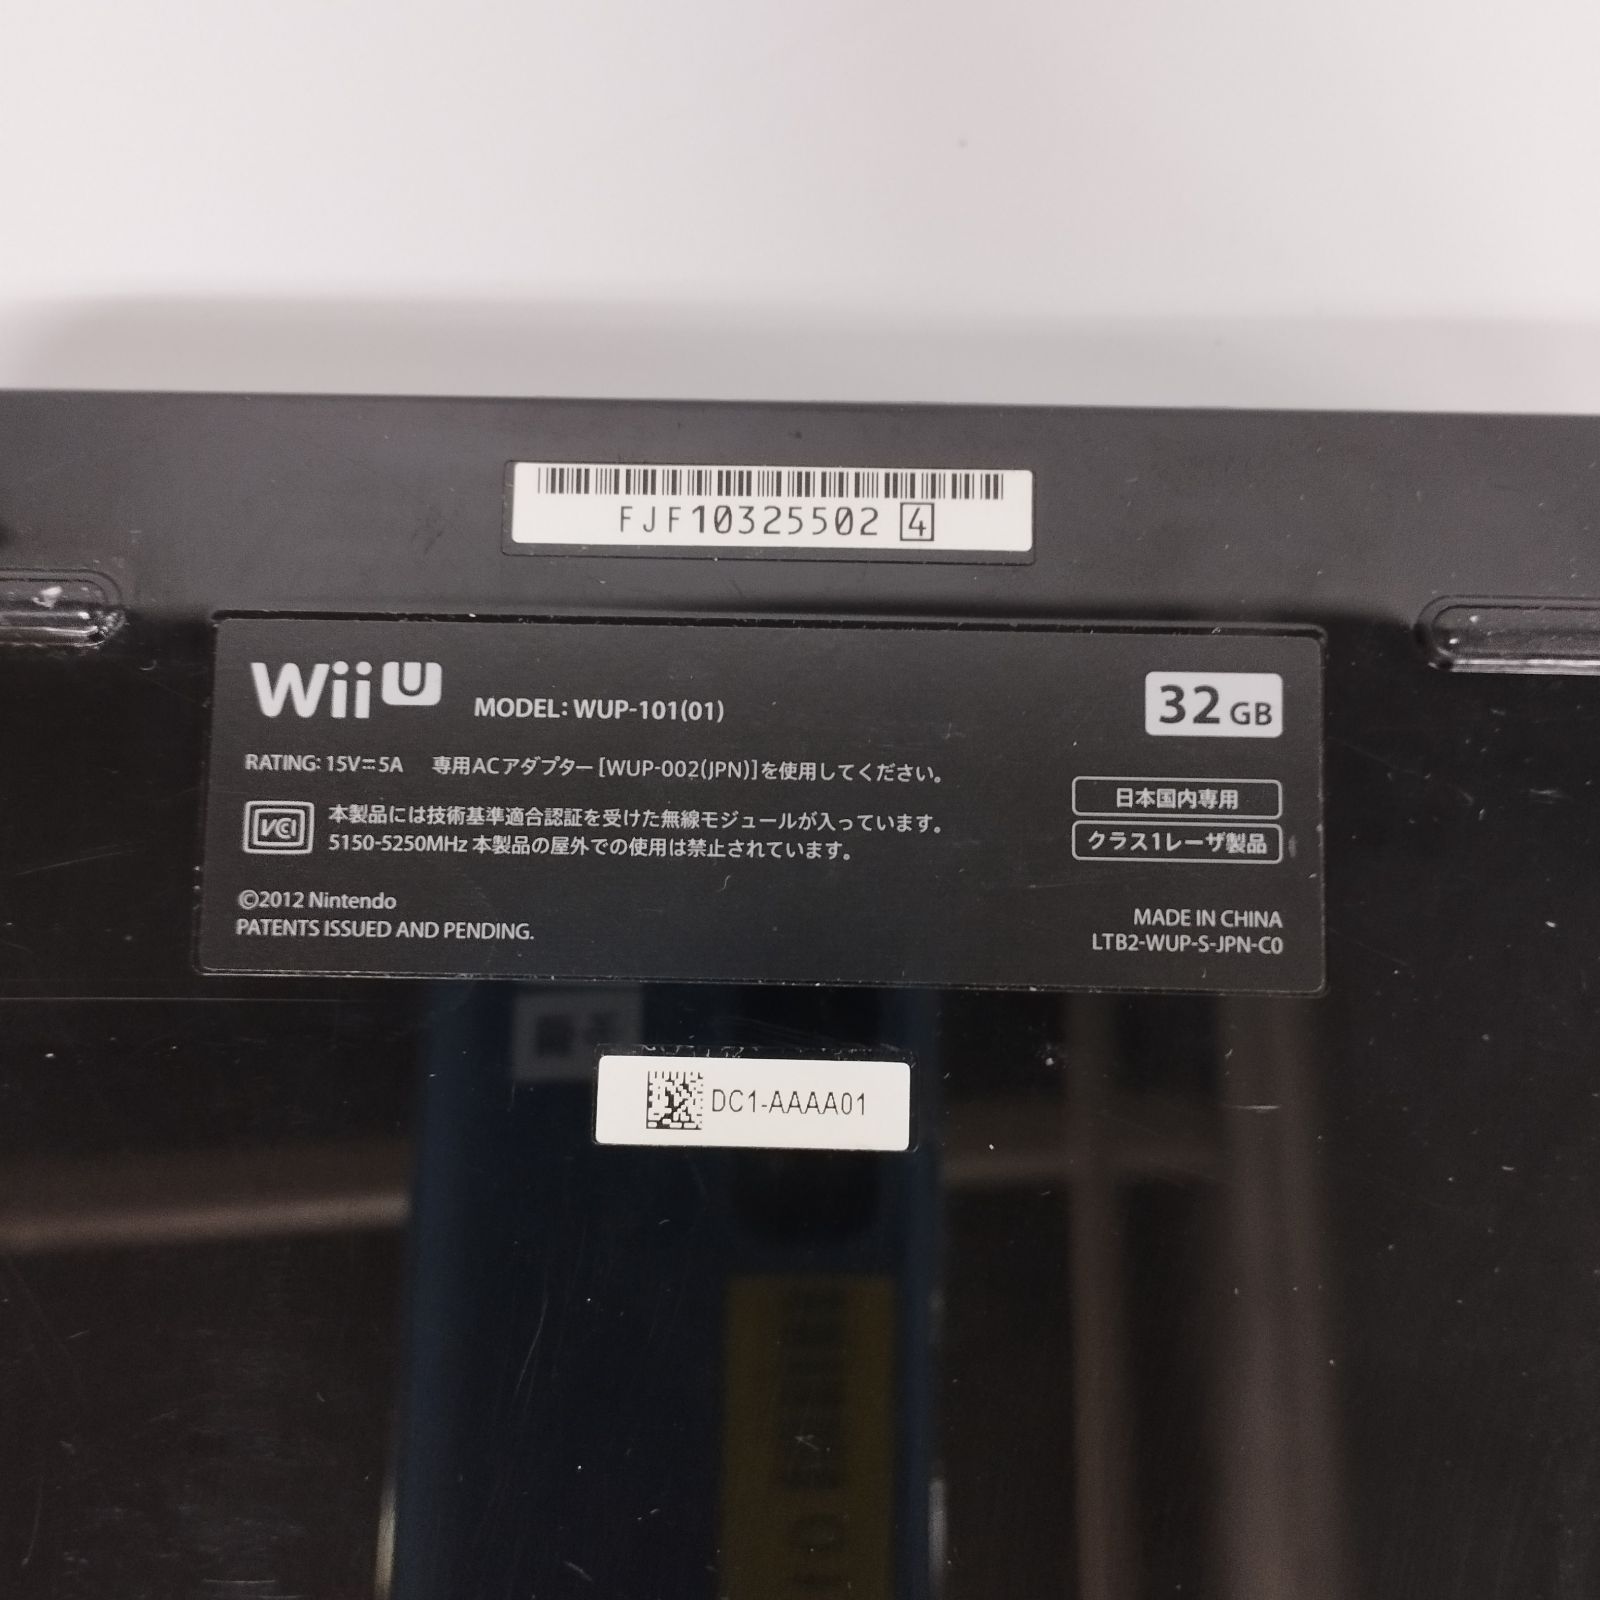 FJF10325502 4
Wii U MODEL: WUP-101(01) 32GB
RATING: 15V⎓5A 専用ACアダプター[WUP-002(JPN)]を使用してください。
日本国内専用
VCI 本製品には技術基準適合認証を受けた無線モジュールが入っています。
5150-5250MHz 本製品の屋外での使用は禁止されています。
クラス1レーザ製品
©2012 Nintendo
PATENTS ISSUED AND PENDING.
MADE IN CHINA
LTB2-WUP-S-JPN-C0
DC1-AAAA01